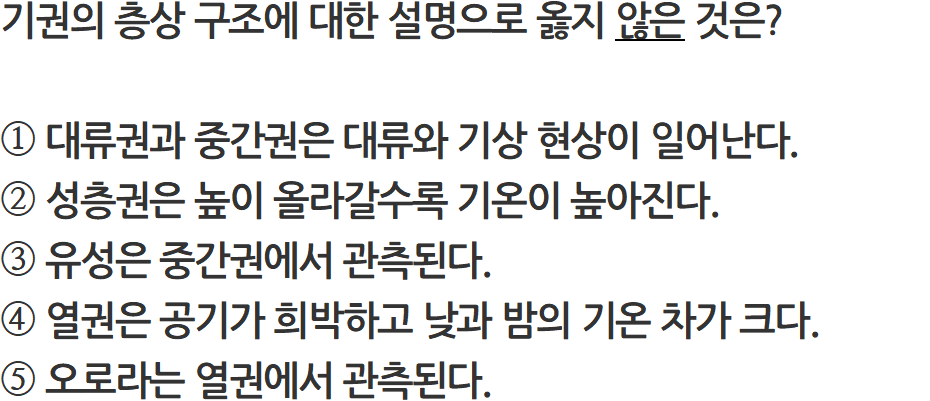 기권의 층상 구조에 대한 설명으로 옳지 않은 것은?
① 대류권과 중간권은 대류와 기상 현상이 일어난다.
② 성층권은 높이 올라갈수록 기온이 높아진다.
③ 유성은 중간권에서 관측된다.
④ 열권은 공기가 희박하고 낮과 밤의 기온 차가 크다.
⑤ 오로라는 열권에서 관측된다.